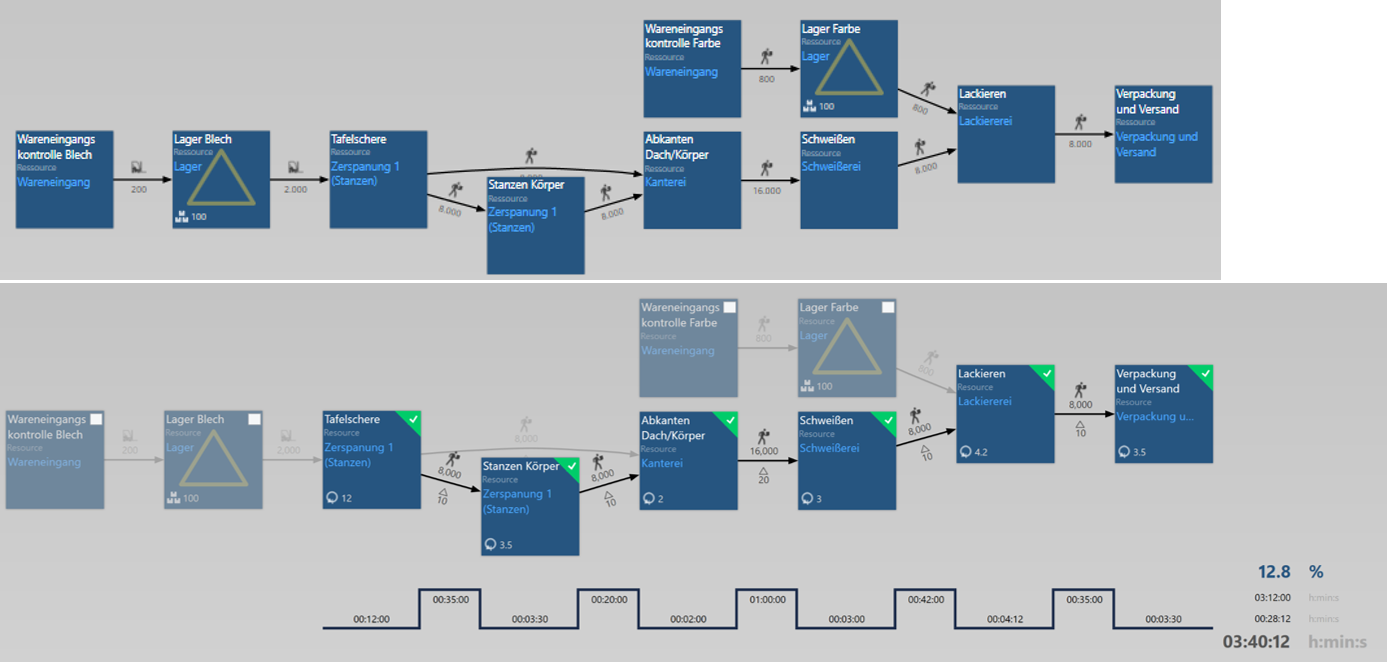 Wareneingangs
kontrolle Farbe
Ressource
Wareneingang
800
Lager Farbe
Ressource
Lager
100
800
Lackieren
Ressource
Lackiererei
8.000
Verpackung
und Versand
Ressource
Verpackung und
Versand
Wareneingangs
kontrolle Blech
Ressource
Wareneingang
200
Lager Blech
Ressource
Lager
100
2.000
Tafelschere
Ressource
Zerspanung 1
(Stanzen)
8.000
Stanzen Körper
Ressource
Zerspanung 1
(Stanzen)
8.000
Abkanten
Dach/Körper
Ressource
Kanterei
16.000
Schweißen
Ressource
Schweißerei
8.000
Wareneingangs
kontrolle Farbe
Ressource
Wareneingang
800
Lager Farbe
Ressource
Lager
100
800
Lackieren
Ressource
Lackiererei
4.2
8,000
10
Verpackung
und Versand
Ressource
Verpackung u...
3.5
Wareneingangs
kontrolle Blech
Ressource
Wareneingang
200
Lager Blech
Ressource
Lager
100
2,000
Tafelschere
Ressource
Zerspanung 1
(Stanzen)
12
8,000
8,000
10
Stanzen Körper
Ressource
Zerspanung 1
(Stanzen)
3.5
8,000
10
Abkanten
Dach/Körper
Ressource
Kanterei
2
16,000
20
Schweißen
Ressource
Schweißerei
3
8,000
10
12.8 %
00:35:00 00:20:00 01:00:00 00:42:00 00:35:00 03:12:00 h:min:s
00:12:00 00:03:30 00:02:00 00:03:00 00:04:12 00:03:30 00:28:12 h:min:s
03:40:12 h:min:s